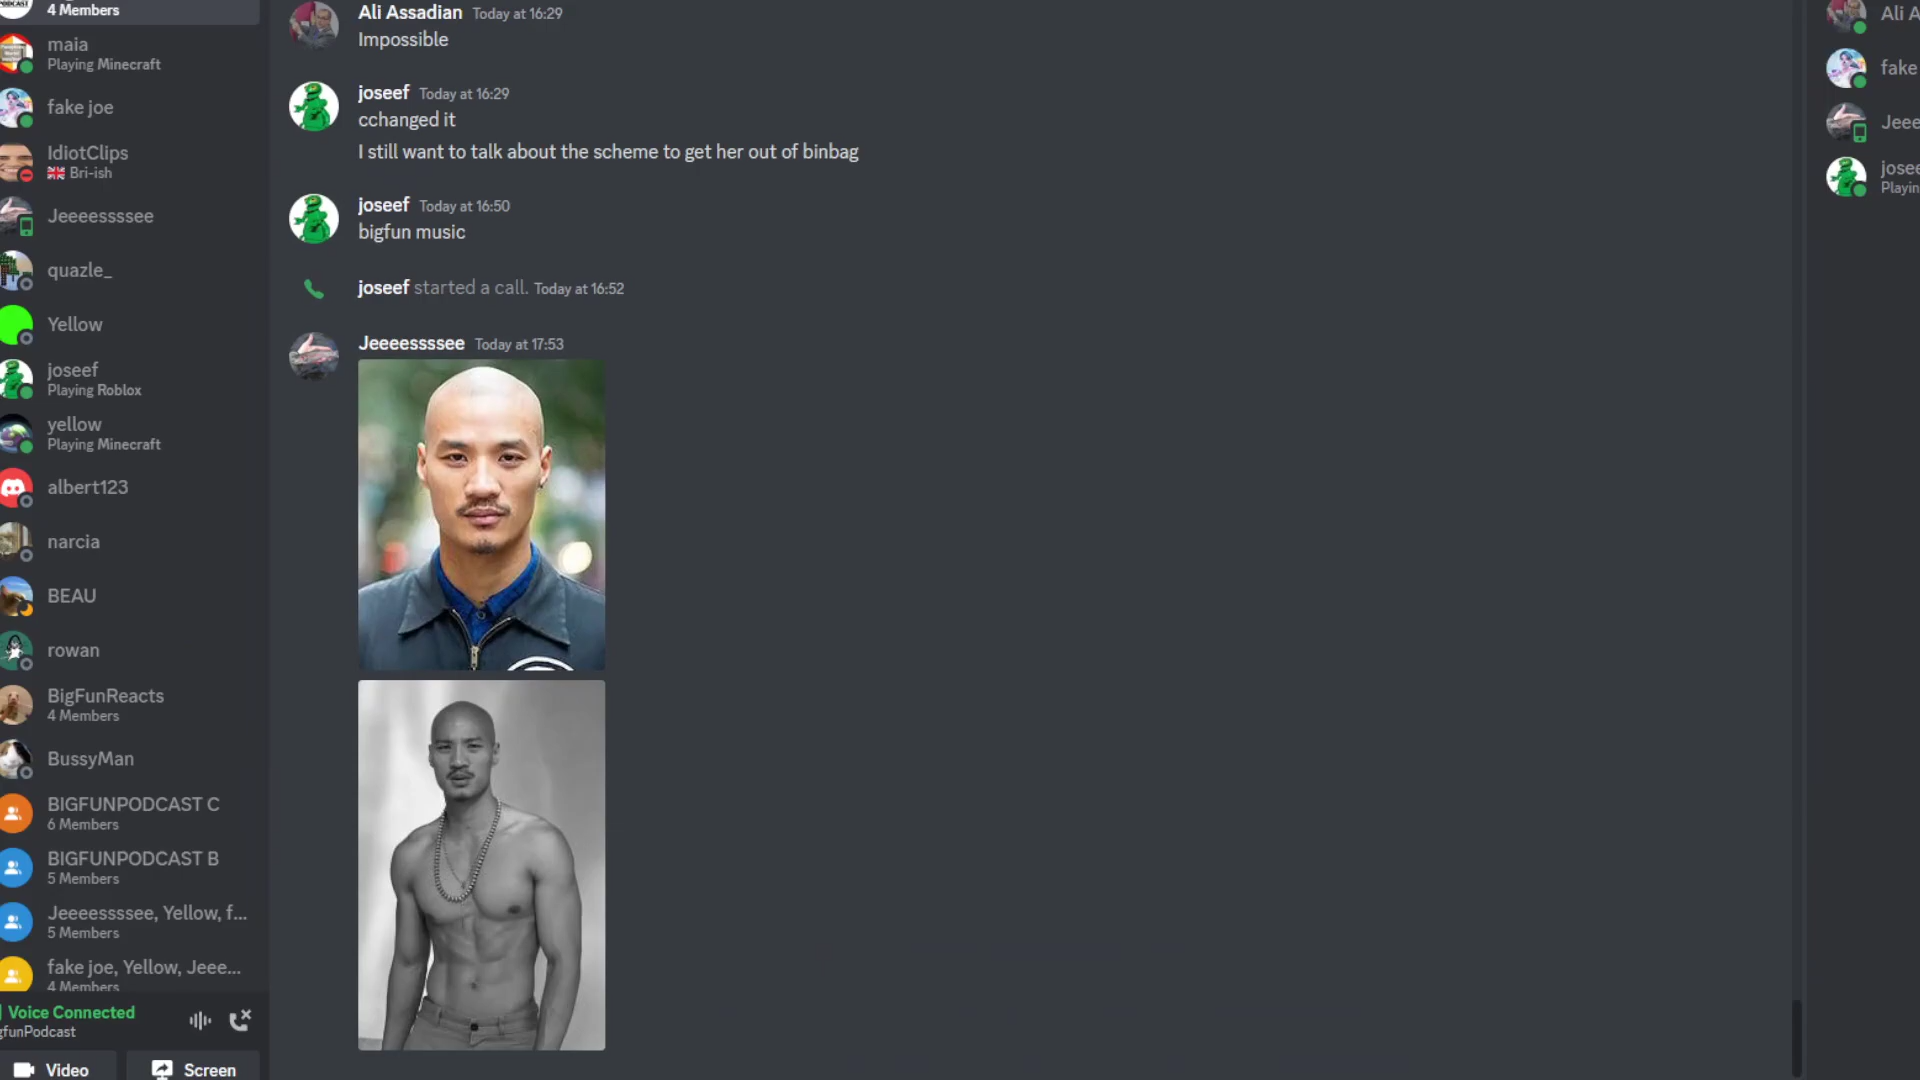 PODCAST
4 Members
maia
Playing Minecraft
fake joe
IdiotClips
Bri-ish
Jeeeessssee
quazle_
Yellow
joseef
Playing Roblox
yellow
Playing Minecraft
albert123
narcia
BEAU
rowan
BigFunReacts
4 Members
BussyMan
BIGFUNPODCAST C
6 Members
BIGFUNPODCAST B
5 Members
Jeeeessssee, Yellow, f...
5 Members
fake joe, Yellow, Jeee...
4 Members
Voice Connected
gfunPodcast
Video
Screen
Ali Assadian Today at 16:29
Impossible
joseef Today at 16:29
cchanged it
I still want to talk about the scheme to get her out of binbag
joseef Today at 16:50
bigfun music
joseef started a call. Today at 16:52
Jeeeessssee Today at 17:53
Ali A
fake
Jeee
josee
Playin